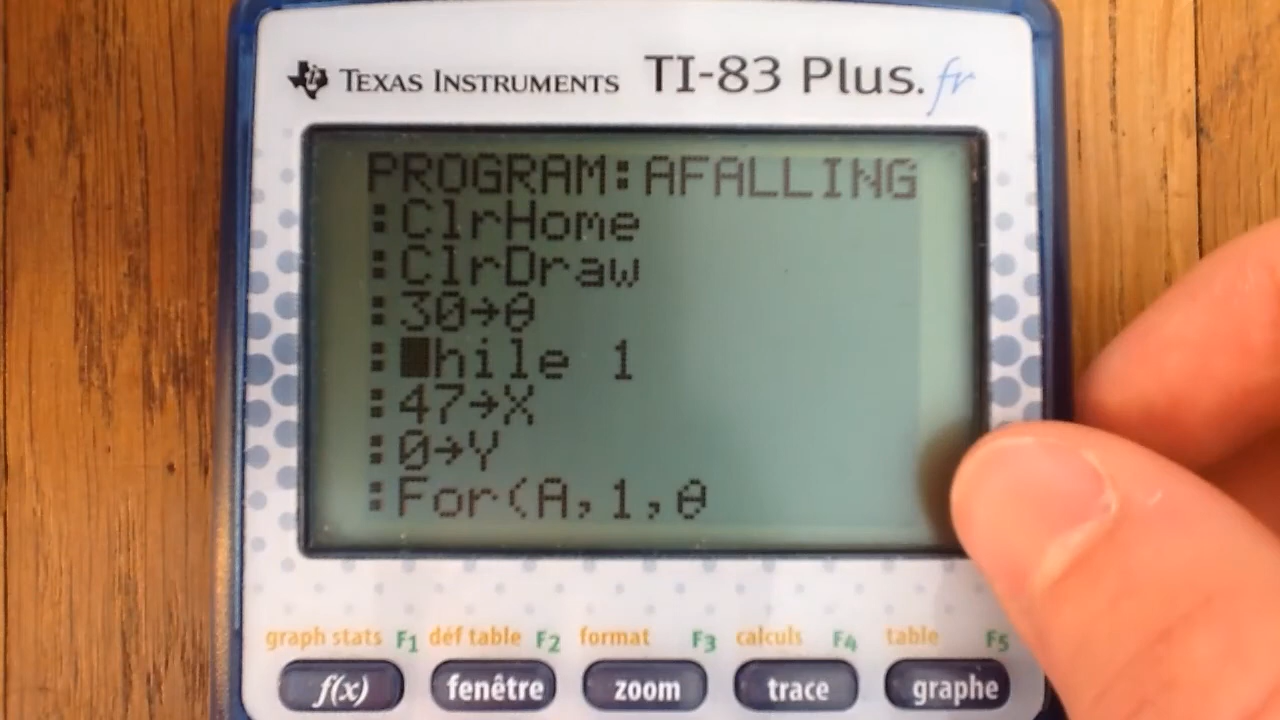 TEXAS INSTRUMENTS TI-83 Plus.fr
PROGRAM:AFALLING
:ClrHome
:ClrDraw
:30→θ
:hile 1
:47→X
:0→Y
:For(A,1,θ
graph stats F1 déf table F2 format F3 calculs F4 table F5
f(x) fenêtre zoom trace graphe